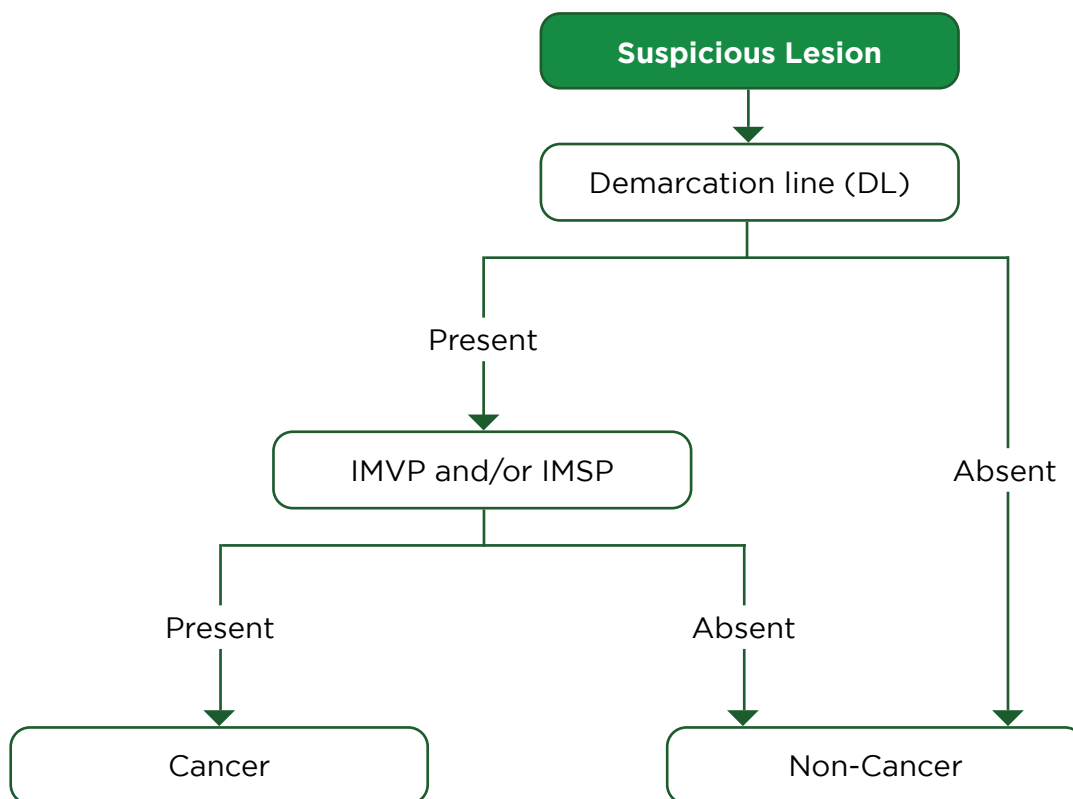 Suspicious Lesion
Demarcation line (DL)
Present
IMVP and/or IMSP
Absent
Present
Absent
Cancer
Non-Cancer